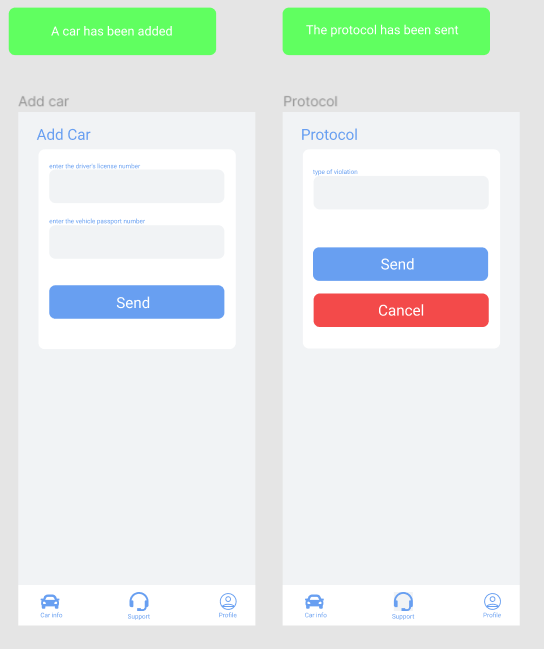 A car has been added
The protocol has been sent
Add car
Add Car
enter the driver's license number
enter the vehicle passport number
Send
Car info
Support
Profile
Protocol
Protocol
type of violation
Send
Cancel
Car info
Support
Profile